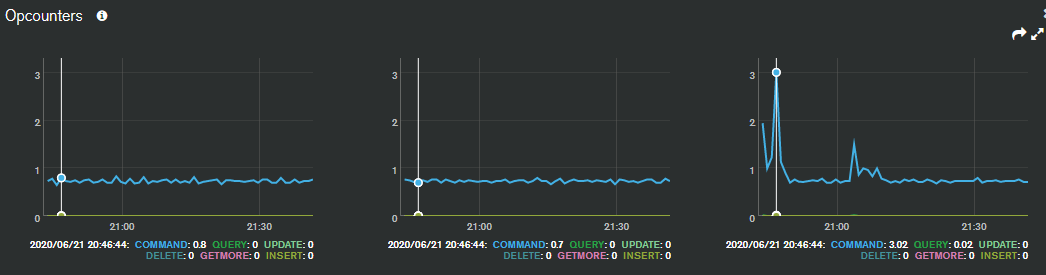 Opcounters
3
2
1
0
21:00 21:30
2020/06/21 20:46:44: COMMAND: 0.8 QUERY: 0 UPDATE: 0
DELETE: 0 GETMORE: 0 INSERT: 0
3
2
1
0
21:00 21:30
2020/06/21 20:46:44: COMMAND: 0.7 QUERY: 0 UPDATE: 0
DELETE: 0 GETMORE: 0 INSERT: 0
3
2
1
0
21:00 21:30
2020/06/21 20:46:44: COMMAND: 3.02 QUERY: 0.02 UPDATE: 0
DELETE: 0 GETMORE: 0 INSERT: 0